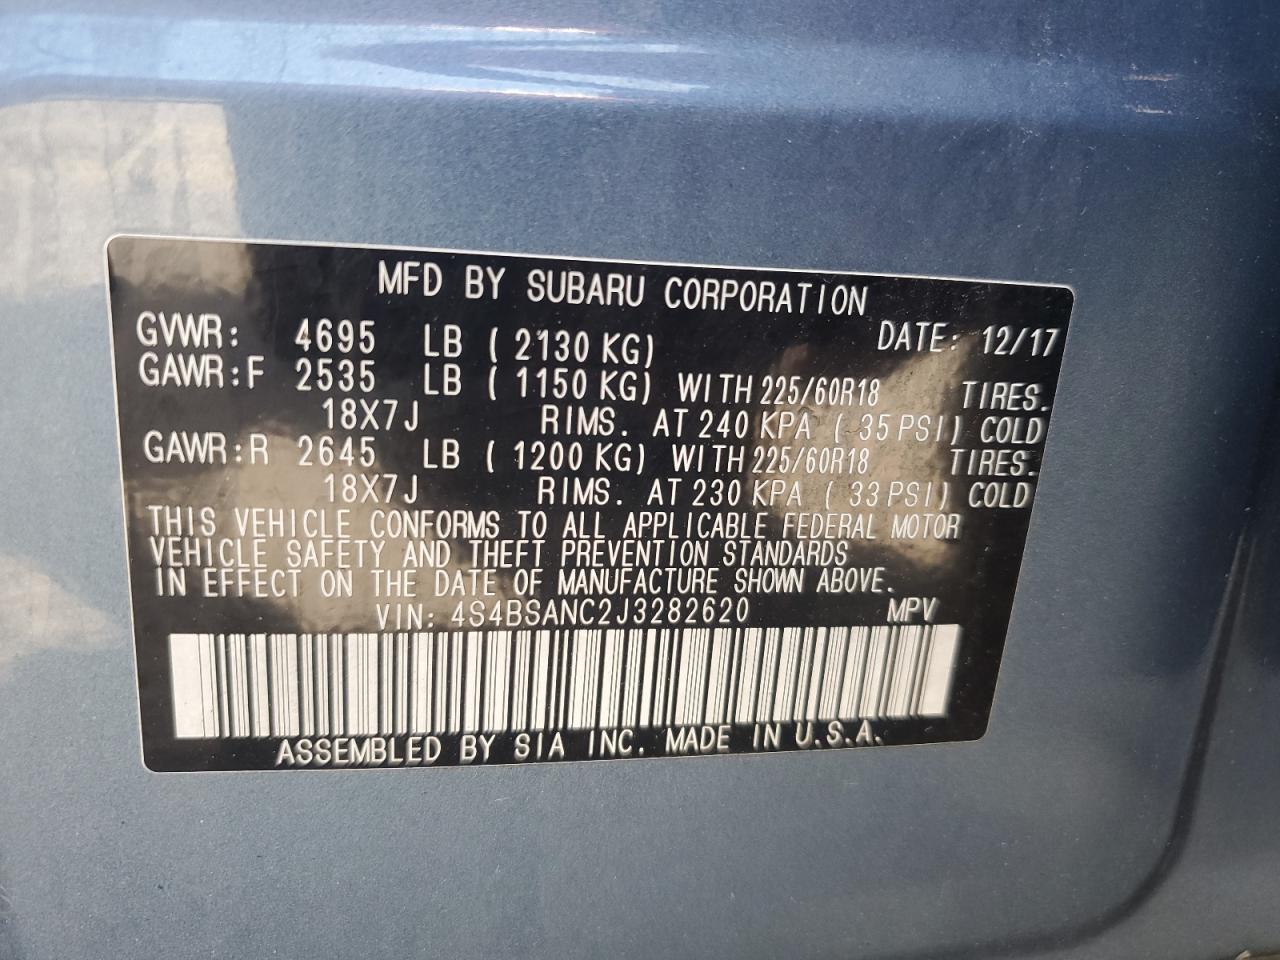 MFD BY SUBARU CORPORATION
GVWR: 4695 LB ( 2130 KG) DATE: 12/17
GAWR:F 2535 LB ( 1150 KG) WITH 225/60R18 TIRES.
18X7J RIMS. AT 240 KPA ( 35 PSI) COLD
GAWR:R 2645 LB ( 1200 KG) WITH 225/60R18 TIRES.
18X7J RIMS. AT 230 KPA ( 33 PSI) COLD
THIS VEHICLE CONFORMS TO ALL APPLICABLE FEDERAL MOTOR
VEHICLE SAFETY AND THEFT PREVENTION STANDARDS
IN EFFECT ON THE DATE OF MANUFACTURE SHOWN ABOVE.
VIN: 4S4BSANC2J3282620 MPV
ASSEMBLED BY SIA INC. MADE IN U.S.A.